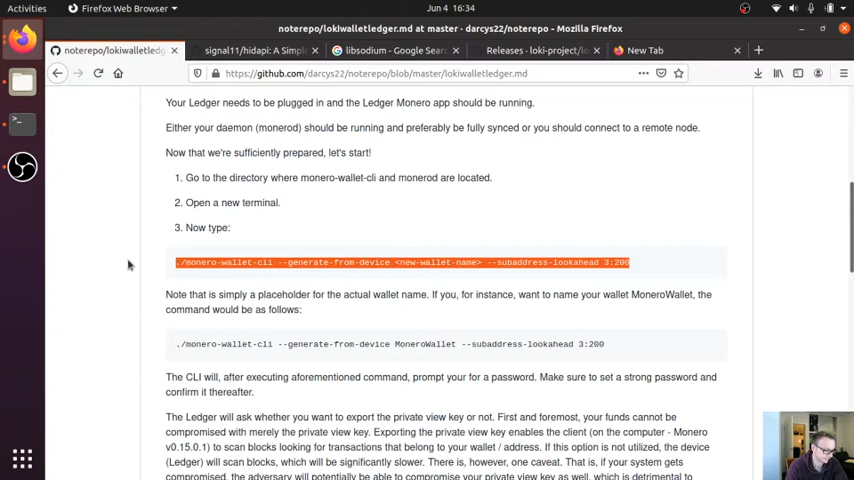 Activities
Firefox Web Browser
Jun 4 16:34
noterepo/lokiwalletledger.md at master · darcys22/noterepo - Mozilla Firefox
noterepo/lokiwalletledg
signal11/hidapi: A Simple
libsodium - Google Searc
Releases · loki-project/lo
New Tab
https://github.com/darcys22/noterepo/blob/master/lokiwalletledger.md
Your Ledger needs to be plugged in and the Ledger Monero app should be running.
Either your daemon (monerod) should be running and preferably be fully synced or you should connect to a remote node.
Now that we're sufficiently prepared, let's start!
1. Go to the directory where monero-wallet-cli and monerod are located.
2. Open a new terminal.
3. Now type:
./monero-wallet-cli --generate-from-device <new-wallet-name> --subaddress-lookahead 3:200
Note that is simply a placeholder for the actual wallet name. If you, for instance, want to name your wallet MoneroWallet, the
command would be as follows:
./monero-wallet-cli --generate-from-device MoneroWallet --subaddress-lookahead 3:200
The CLI will, after executing aforementioned command, prompt your for a password. Make sure to set a strong password and
confirm it thereafter.
The Ledger will ask whether you want to export the private view key or not. First and foremost, your funds cannot be
compromised with merely the private view key. Exporting the private view key enables the client (on the computer - Monero
v0.15.0.1) to scan blocks looking for transactions that belong to your wallet / address. If this option is not utilized, the device
(Ledger) will scan blocks, which will be significantly slower. There is, however, one caveat. That is, if your system gets
compromised, the adversary will potentially be able to compromise your private view key as well, which is detrimental to